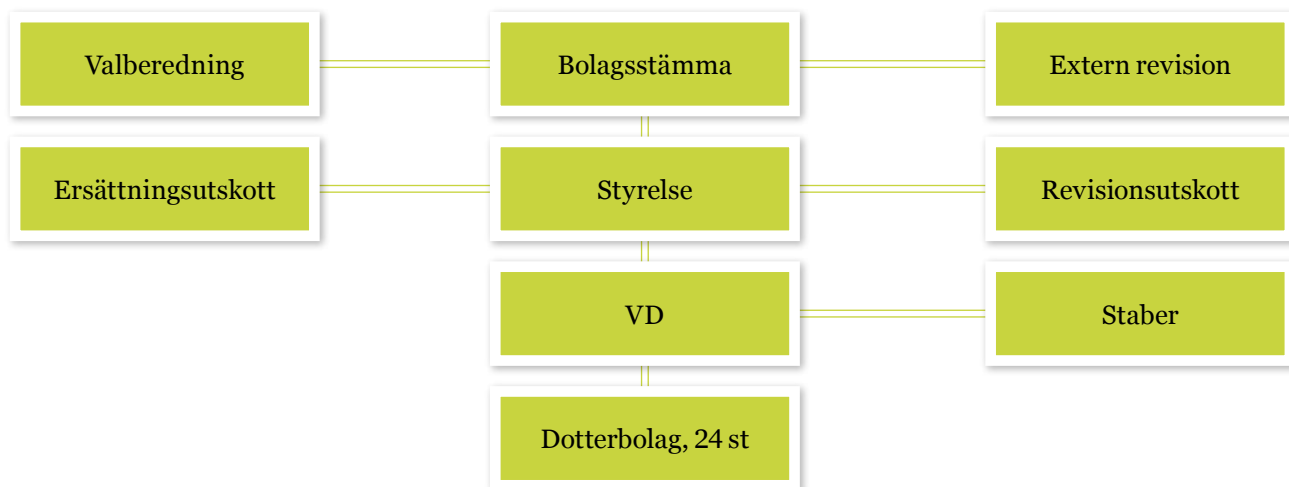 Valberedning
Bolagsstämma
Extern revision
Ersättningsutskott
Styrelse
Revisionsutskott
VD
Staber
Dotterbolag, 24 st